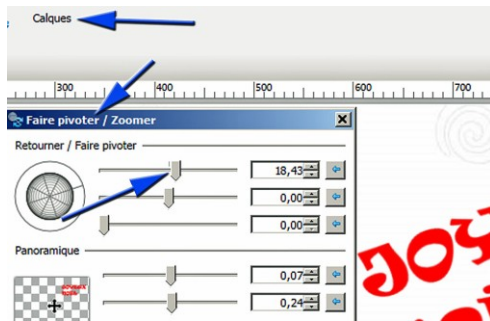 Calques
300 400 500 600 700
Faire pivoter / Zoomer
Retourner / Faire pivoter
18,43
0,00
0,00
Panoramique
0,07
0,24
JOY